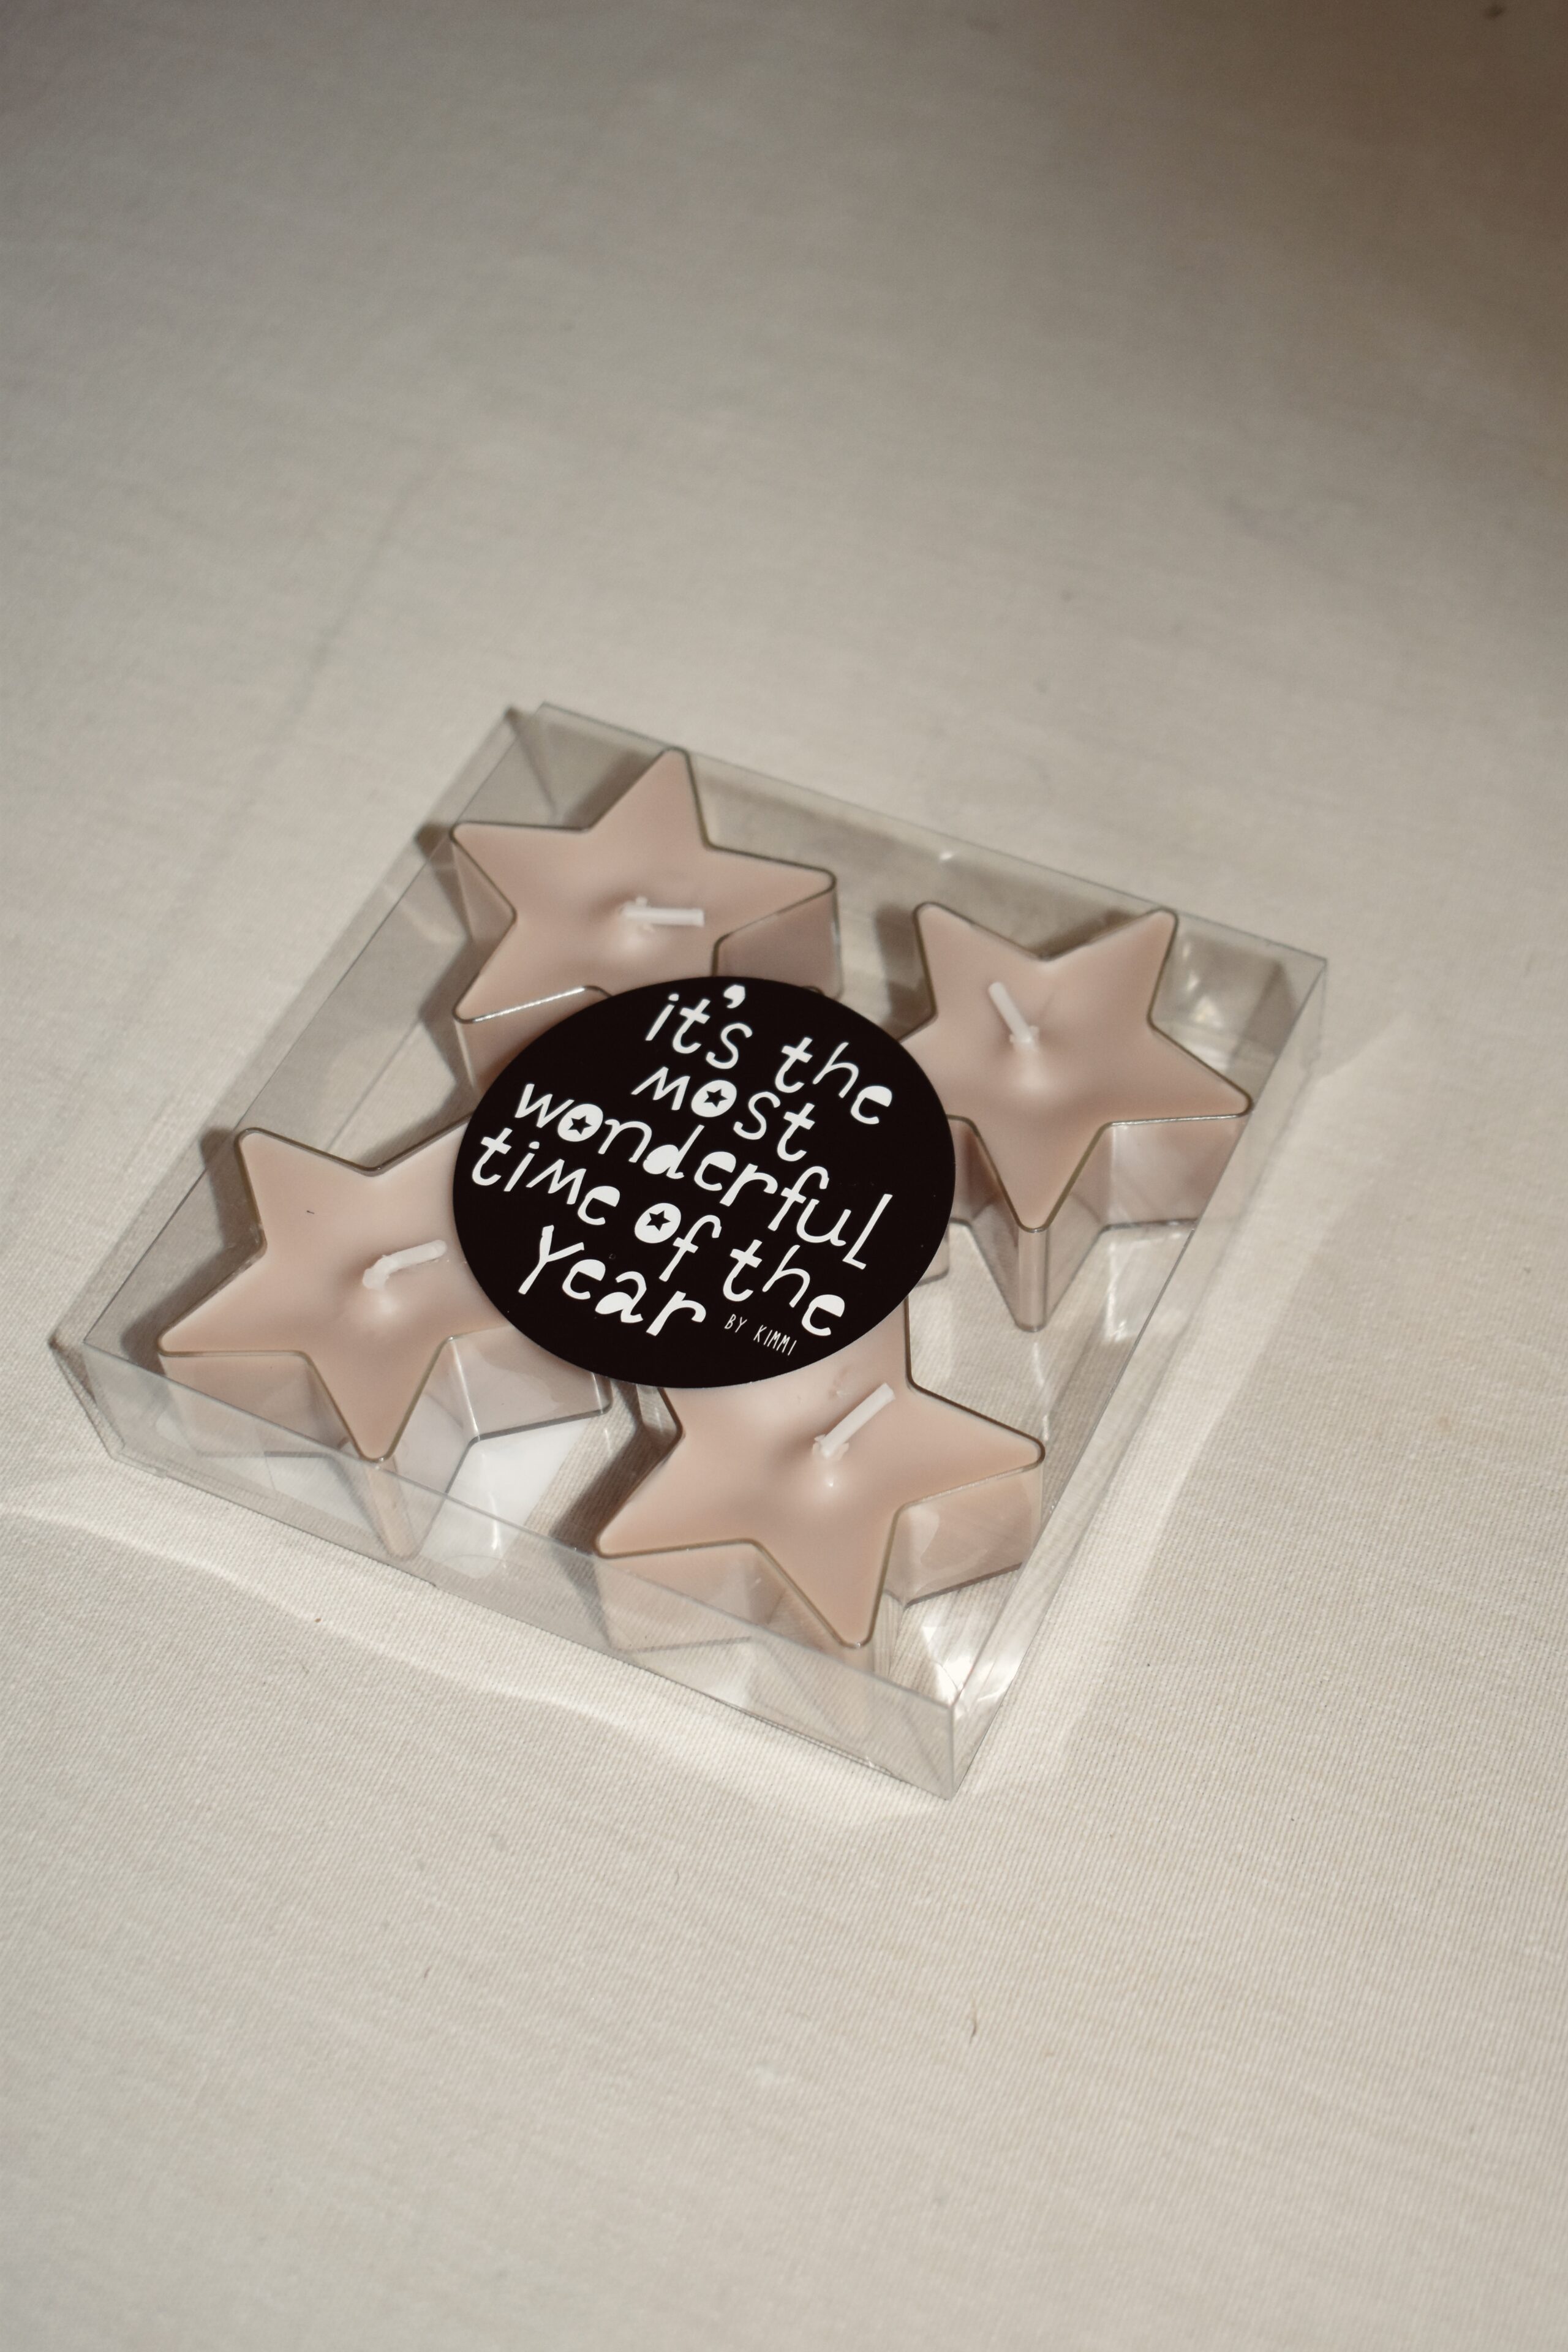 it's the
most
wonderful
time of the
year
BY KIMMI